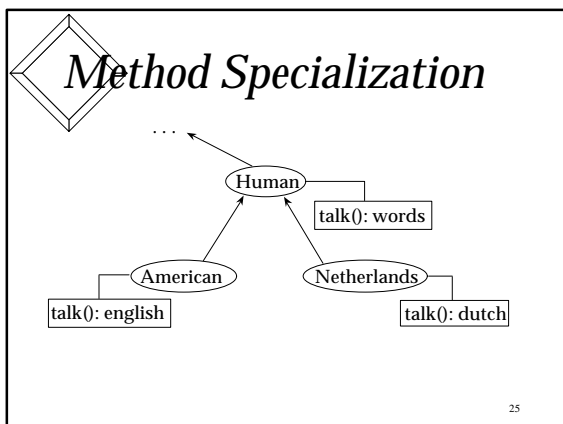 Method Specialization
. . .
Human
talk(): words
American
Netherlands
talk(): english
talk(): dutch
25